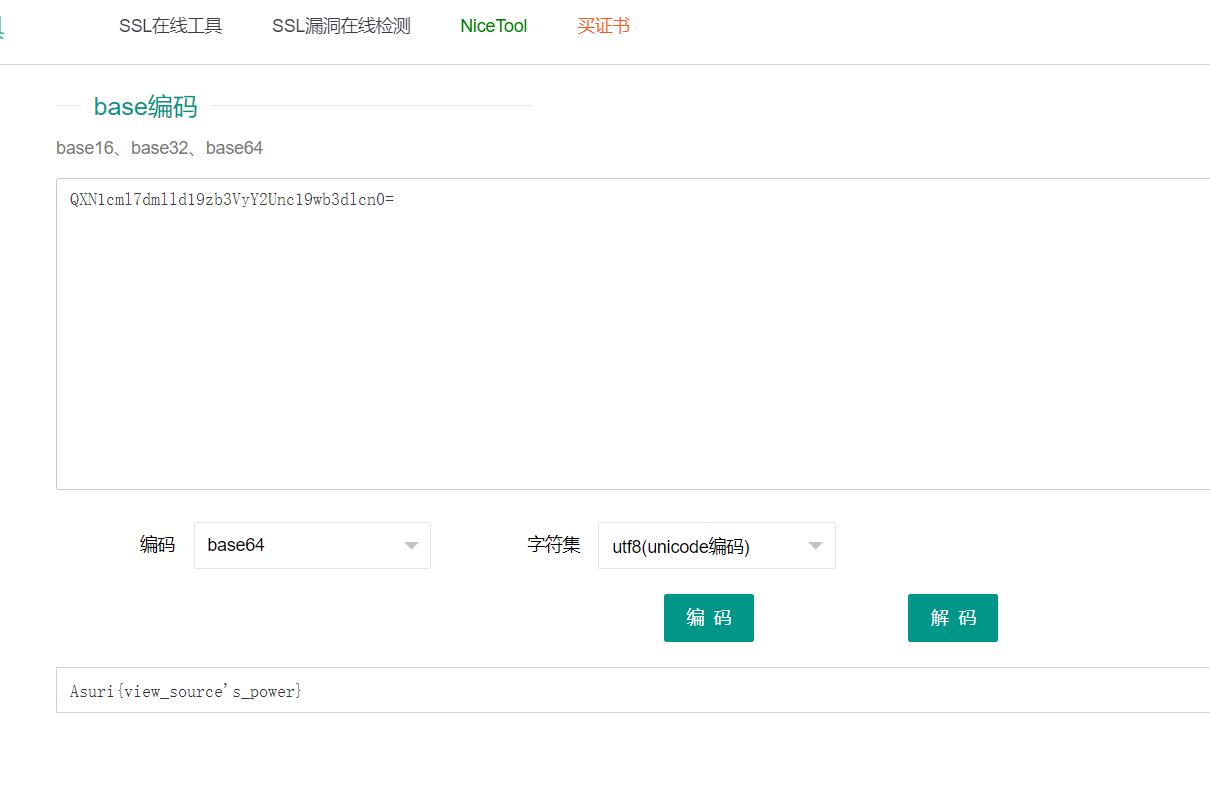 SSL在线工具 SSL漏洞在线检测 NiceTool 买证书
base编码
base16、base32、base64
QXN1cml7dmlld19zb3VyY2Unc19wb3dlcn0=
编码 base64 字符集 utf8(unicode编码)
编 码 解 码
Asuri{view_source's_power}